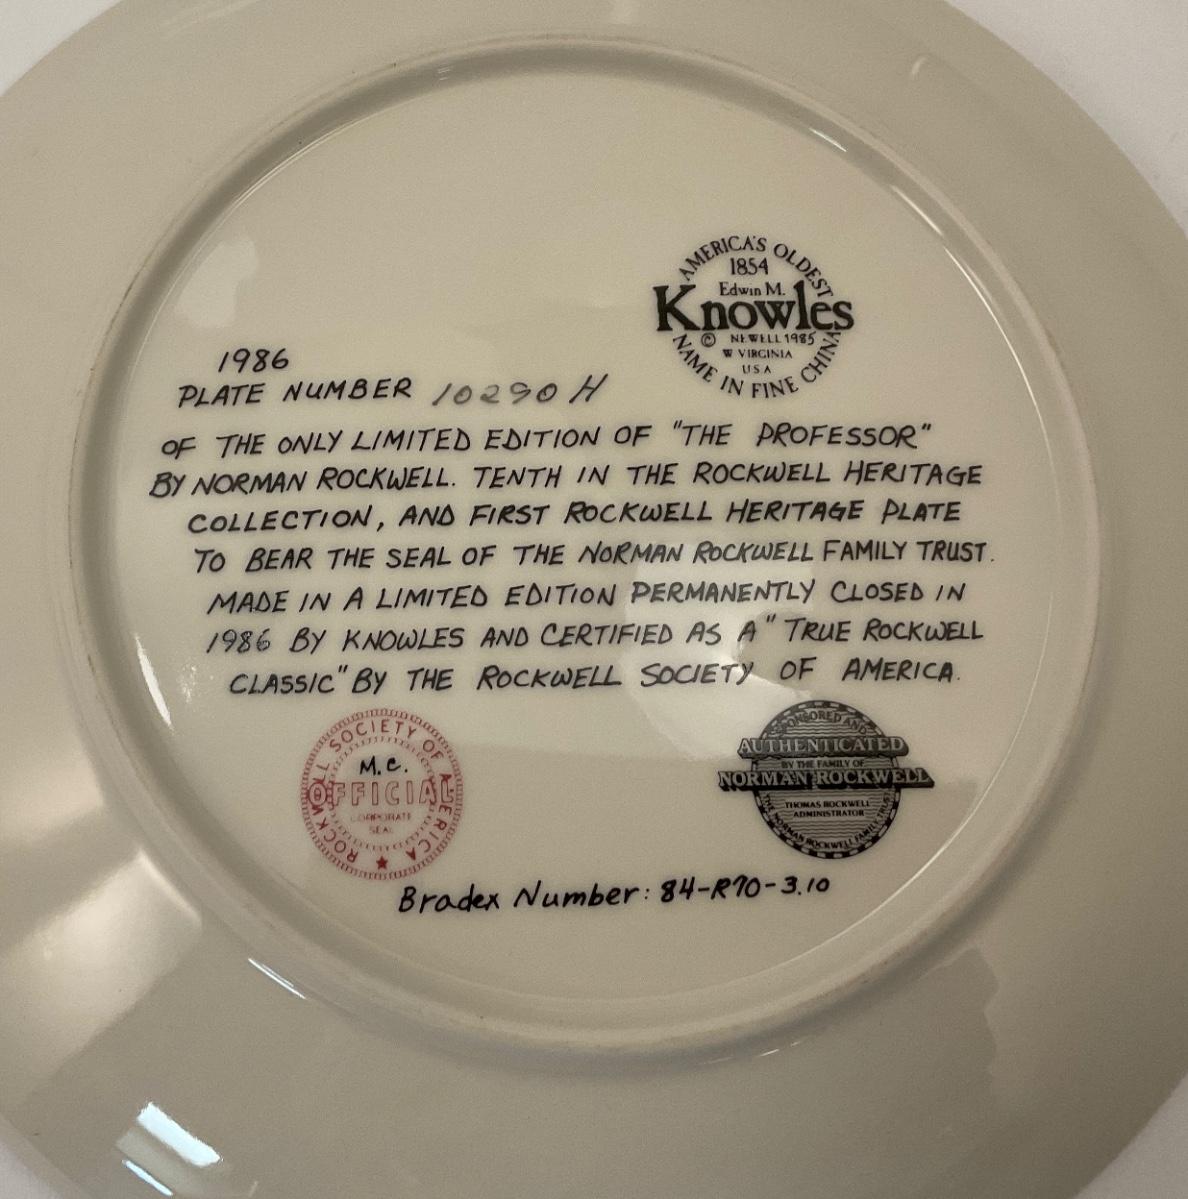 AMERICA'S OLDEST
1854
Edwin M.
Knowles
© NEWELL 1985
W VIRGINIA
USA
NAME IN FINE CHINA
1986
PLATE NUMBER 10290 H
OF THE ONLY LIMITED EDITION OF "THE PROFESSOR"
BY NORMAN ROCKWELL. TENTH IN THE ROCKWELL HERITAGE
COLLECTION, AND FIRST ROCKWELL HERITAGE PLATE
TO BEAR THE SEAL OF THE NORMAN ROCKWELL FAMILY TRUST.
MADE IN A LIMITED EDITION PERMANENTLY CLOSED IN
1986 BY KNOWLES AND CERTIFIED AS A "TRUE ROCKWELL
CLASSIC" BY THE ROCKWELL SOCIETY OF AMERICA.
ROCKWELL SOCIETY OF AMERICA
M.C.
OFFICIAL
CORPORATE
SEAL
SPONSORED AND
AUTHENTICATED
BY THE FAMILY OF
NORMAN ROCKWELL
THOMAS ROCKWELL
ADMINISTRATOR
THE NORMAN ROCKWELL FAMILY TRUST
Bradex Number: 84-R70-3.10